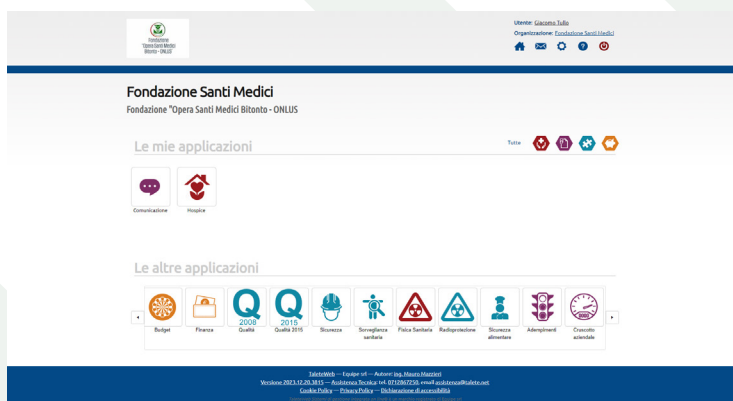 Fondazione
"Opera Santi Medici
Bitonto - ONLUS
Utente: Giacomo Tullo
Organizzazione: Fondazione Santi Medici
Fondazione Santi Medici
Fondazione "Opera Santi Medici Bitonto - ONLUS
Le mie applicazioni
Tutte
Comunicazione
Hospice
Le altre applicazioni
2008
2015
Budget
Finanza
Qualità
Qualità 2015
Sicurezza
Sorveglianza
sanitaria
Fisica Sanitaria
Radioprotezione
Sicurezza
alimentare
Adempimenti
Cruscotto
aziendale
TaleteWeb — Equipe srl — Autore: ing. Mauro Mazzieri
Versione 2023.12.28.3815 — Assistenza Tecnica: tel. 0712867250, email assistenza@talete.net
Cookie Policy — Privacy Policy — Dichiarazione di accessibilità